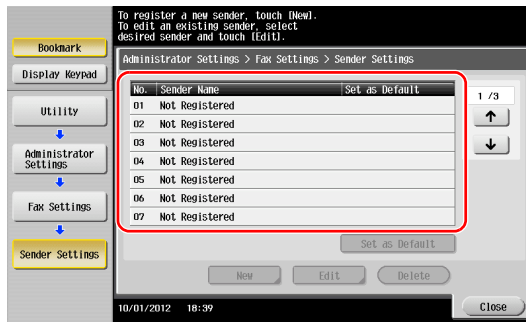 To register a new sender, touch [New].
To edit an existing sender, select
desired sender and touch [Edit].
Bookmark
Display Keypad
Utility
Administrator
Settings
Fax Settings
Sender Settings
Administrator Settings > Fax Settings > Sender Settings
No. Sender Name Set as Default
01 Not Registered
02 Not Registered
03 Not Registered
04 Not Registered
05 Not Registered
06 Not Registered
07 Not Registered
1 /3
↑
↓
Set as Default
New Edit Delete
10/01/2012 18:39
Close